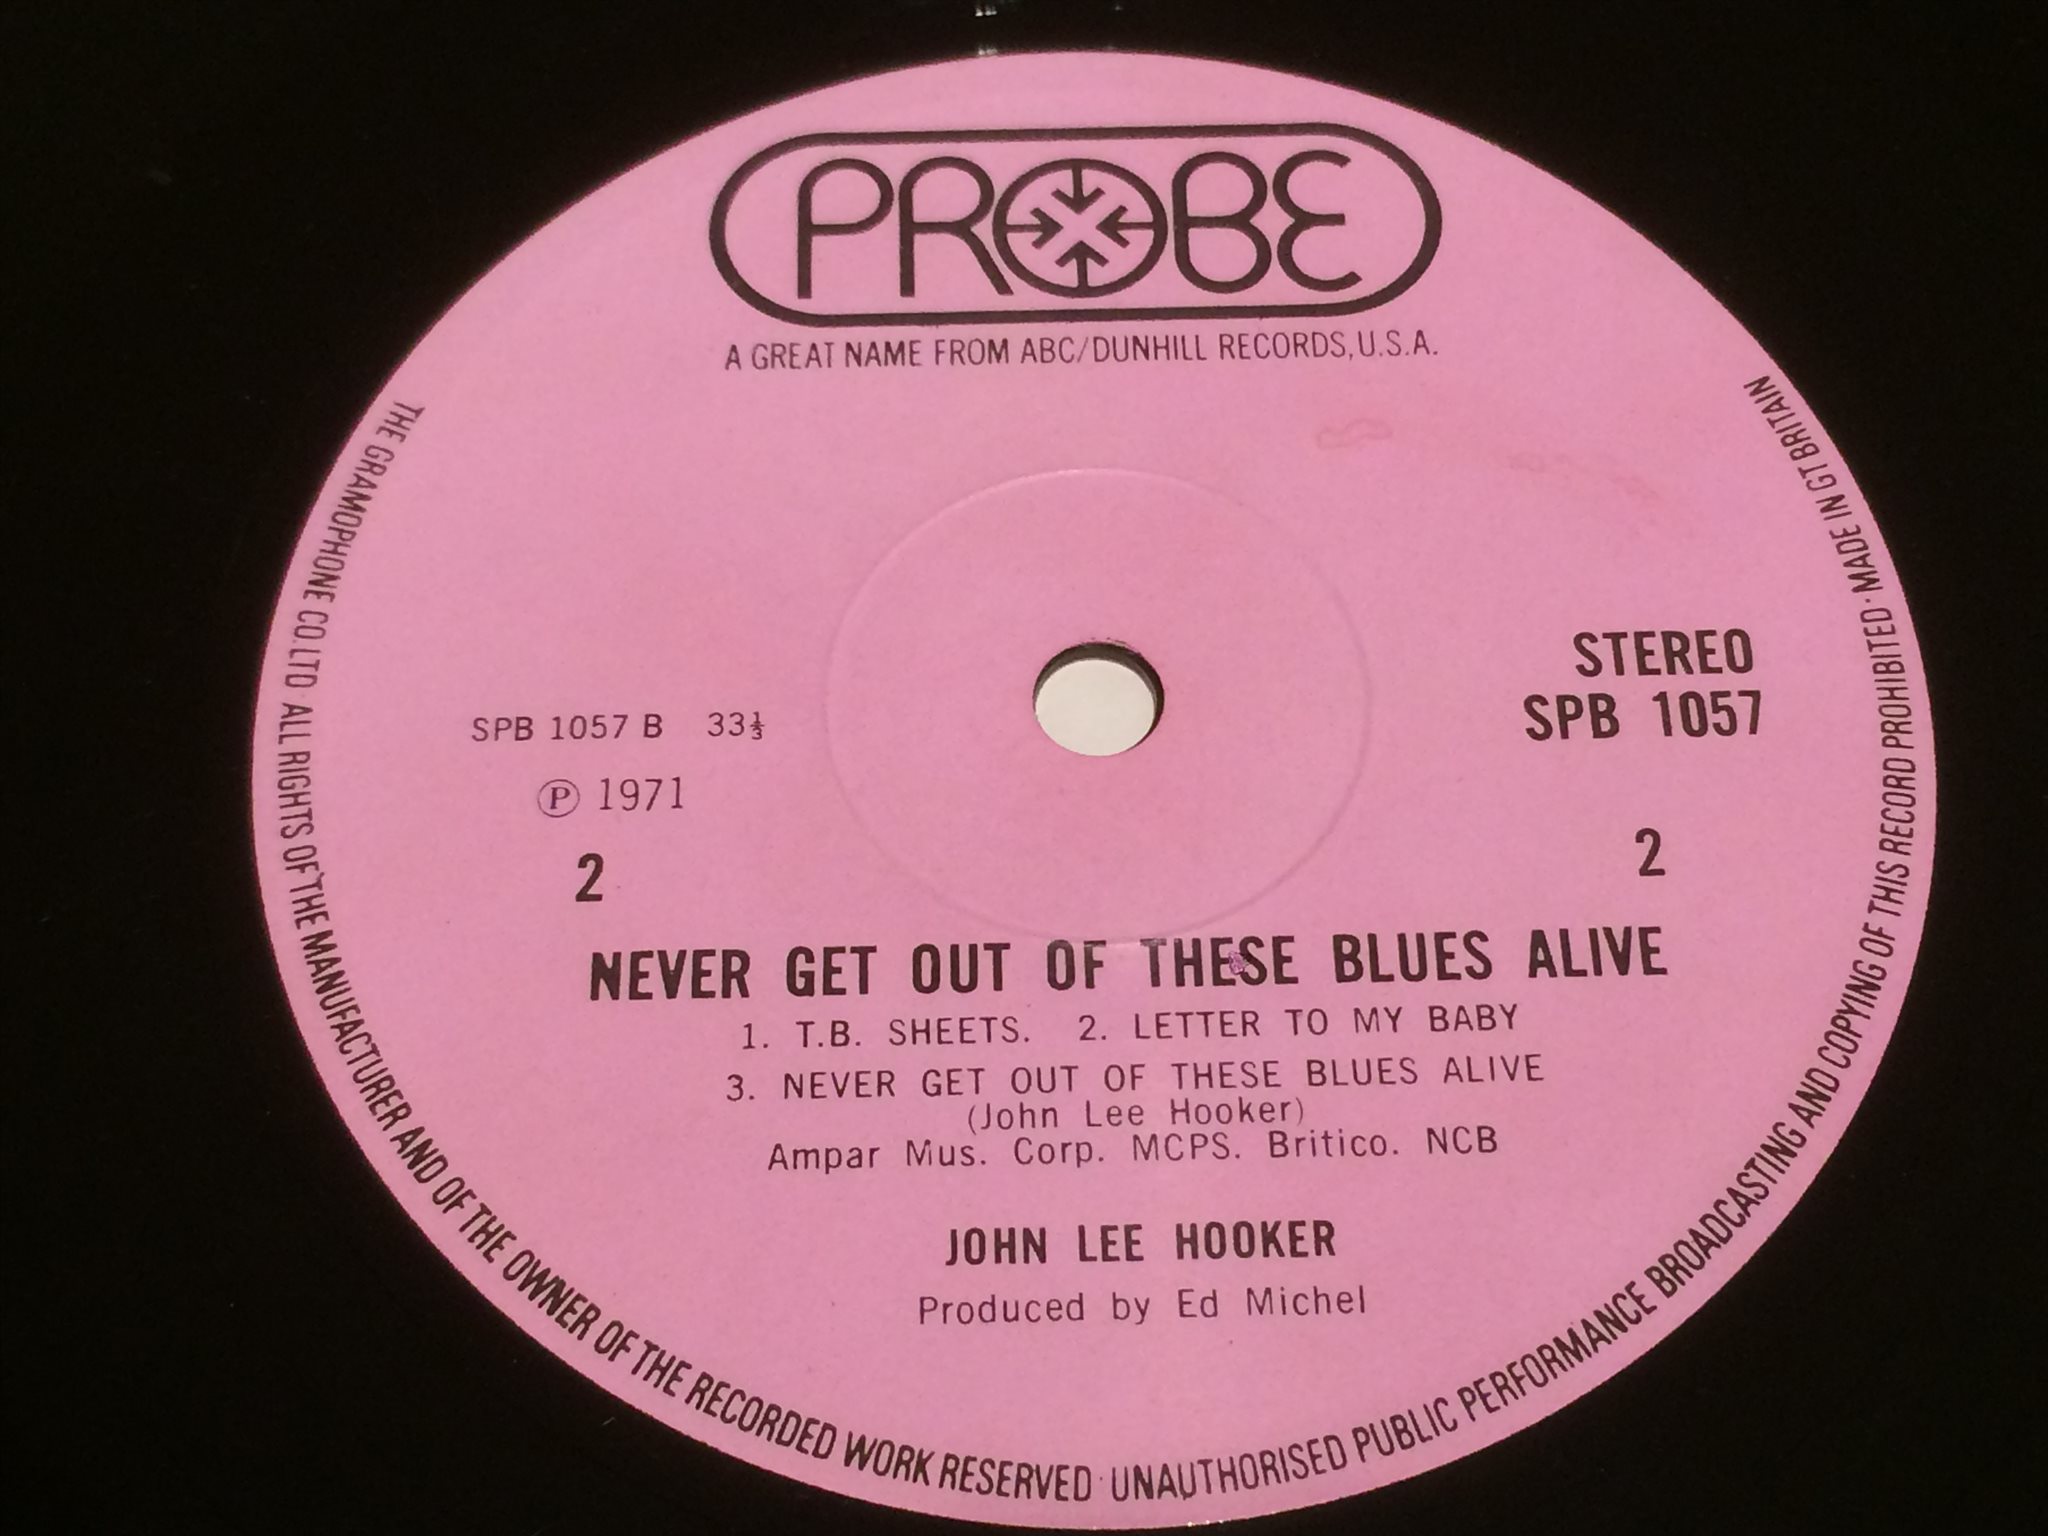 PROBE
A GREAT NAME FROM ABC/DUNHILL RECORDS, U.S.A.
STEREO
SPB 1057
SPB 1057 B 33⅓
Ⓟ 1971
2
2
NEVER GET OUT OF THESE BLUES ALIVE
1. T.B. SHEETS. 2. LETTER TO MY BABY
3. NEVER GET OUT OF THESE BLUES ALIVE
(John Lee Hooker)
Ampar Mus. Corp. MCPS. Britico. NCB
JOHN LEE HOOKER
Produced by Ed Michel
THE GRAMOPHONE CO. LTD · ALL RIGHTS OF THE MANUFACTURER AND OF THE OWNER OF THE RECORDED WORK RESERVED · UNAUTHORISED PUBLIC PERFORMANCE BROADCASTING AND COPYING OF THIS RECORD PROHIBITED · MADE IN GT BRITAIN